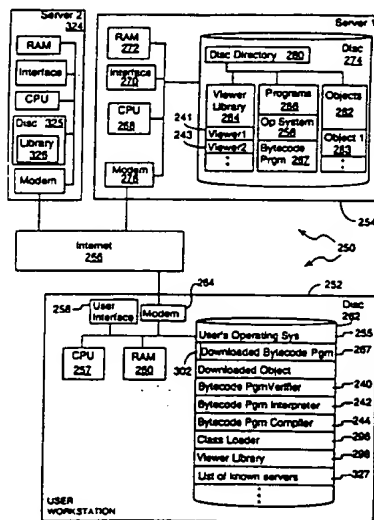 Server 2
324
RAM
Interface
CPU
Disc 325
Library
326
Modem
Server 1
RAM
272
Interface
270
CPU
268
Modem
276
Disc
274
Disc Directory 280
Viewer
Library
284
241
Viewer1
243
Viewer2
Programs
286
Op System
256
Bytecode
Prgm 267
Objects
282
Object 1
283
254
Internet
256
250
252
264
258
User
Interface
Modem
CPU
257
RAM
260
302
Disc
262
User's Operating Sys
255
Downloaded Bytecode Pgm
267
Downloaded Object
Bytecode PgmVerifier
240
Bytecode Pgm Interpreter
242
Bytecode Pgm Compiler
244
Class Loader
296
Viewer Library
298
List of known servers
327
USER
WORKSTATION